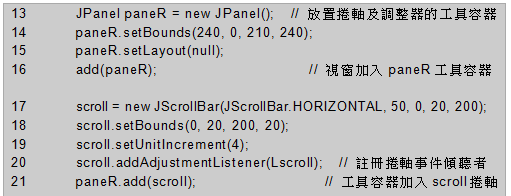 13 JPanel paneR = new JPanel(); // 放置捲軸及調整器的工具容器
14 paneR.setBounds(240, 0, 210, 240);
15 paneR.setLayout(null);
16 add(paneR); // 視窗加入 paneR 工具容器
17 scroll = new JScrollBar(JScrollBar.HORIZONTAL, 50, 0, 20, 200);
18 scroll.setBounds(0, 20, 200, 20);
19 scroll.setUnitIncrement(4);
20 scroll.addAdjustmentListener(Lscroll); // 註冊捲軸事件傾聽者
21 paneR.add(scroll); // 工具容器加入 scroll 捲軸